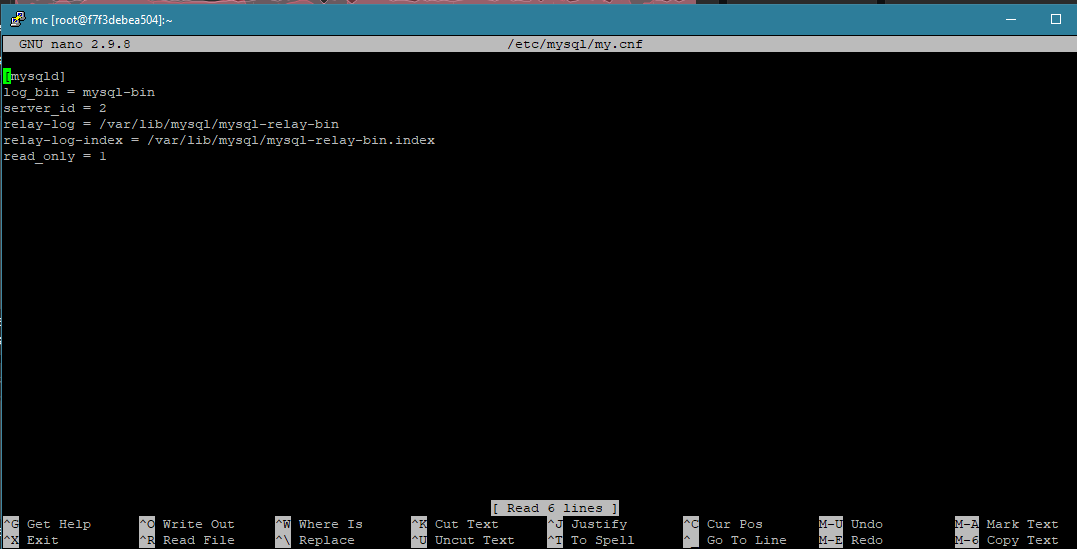 mc [root@f7f3debea504]:~
GNU nano 2.9.8 /etc/mysql/my.cnf
[mysqld]
log_bin = mysql-bin
server_id = 2
relay-log = /var/lib/mysql/mysql-relay-bin
relay-log-index = /var/lib/mysql/mysql-relay-bin.index
read_only = 1
[ Read 6 lines ]
^G Get Help ^O Write Out ^W Where Is ^K Cut Text ^J Justify ^C Cur Pos M-U Undo M-A Mark Text
^X Exit ^R Read File ^\ Replace ^U Uncut Text ^T To Spell ^_ Go To Line M-E Redo M-6 Copy Text